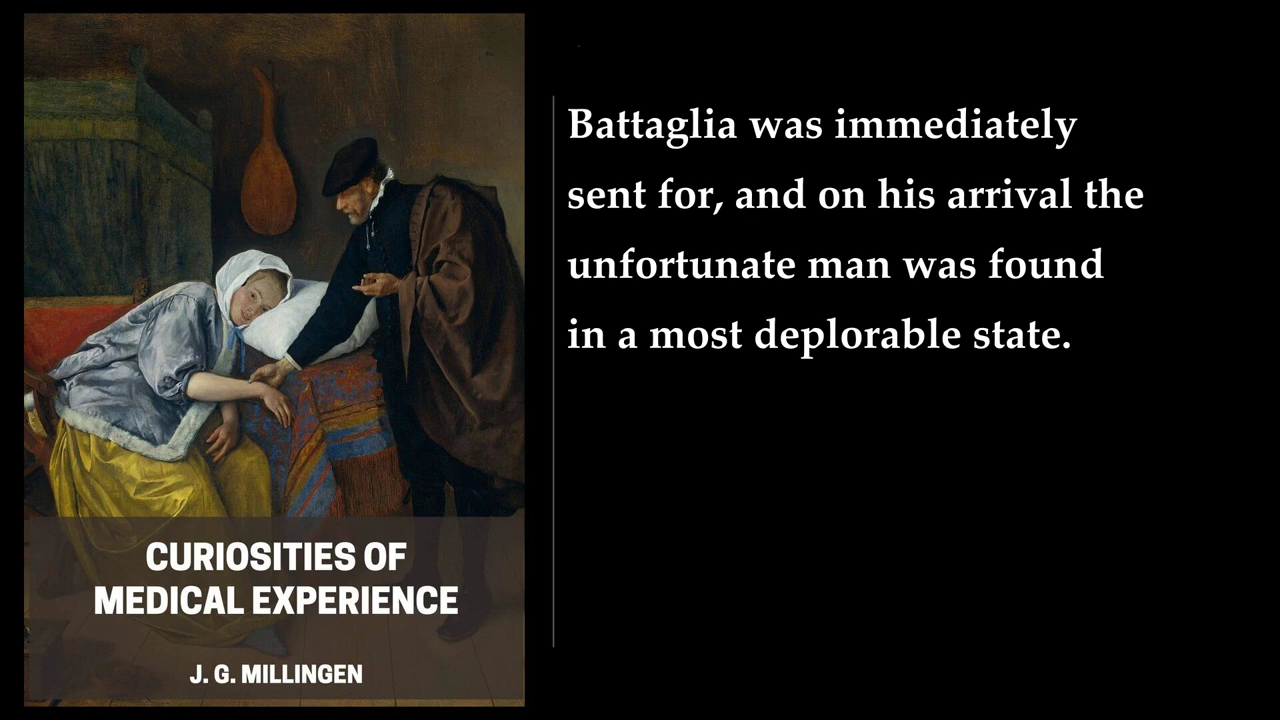 CURIOSITIES OF
MEDICAL EXPERIENCE
J. G. MILLINGEN
Battaglia was immediately
sent for, and on his arrival the
unfortunate man was found
in a most deplorable state.